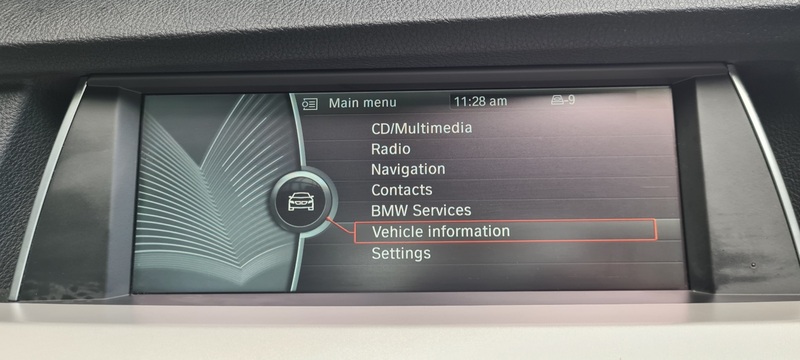 Main menu 11:28 am -9
CD/Multimedia
Radio
Navigation
Contacts
BMW Services
Vehicle information
Settings